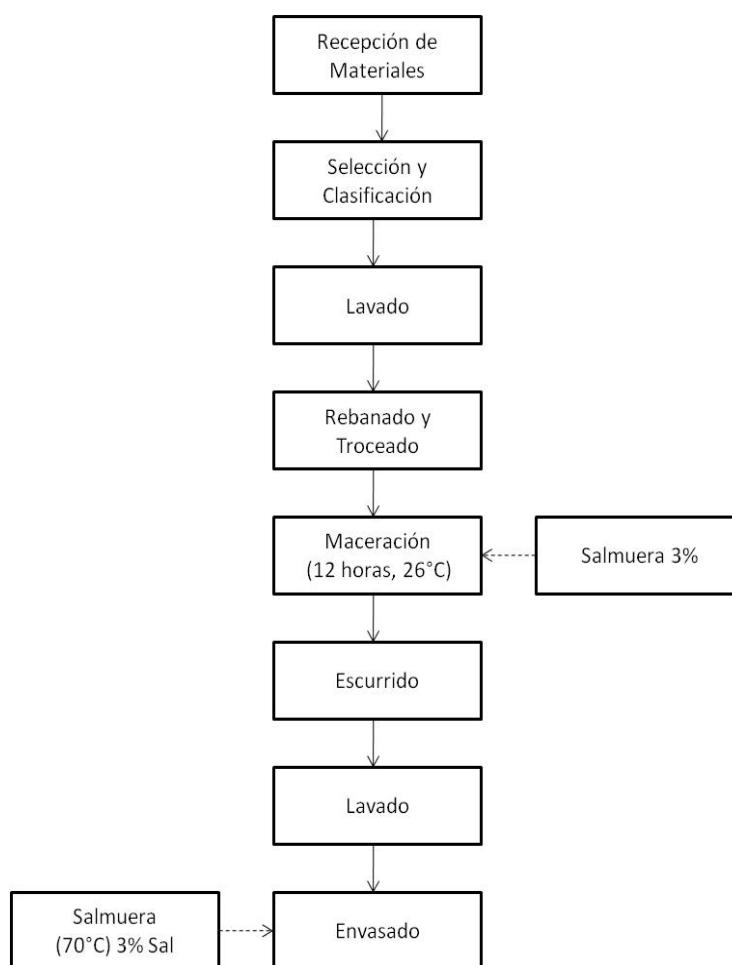 Recepción de
Materiales
Selección y
Clasificación
Lavado
Rebanado y
Troceado
Maceración
(12 horas, 26°C)
Salmuera 3%
Escurrido
Lavado
Salmuera
(70°C) 3% Sal
Envasado